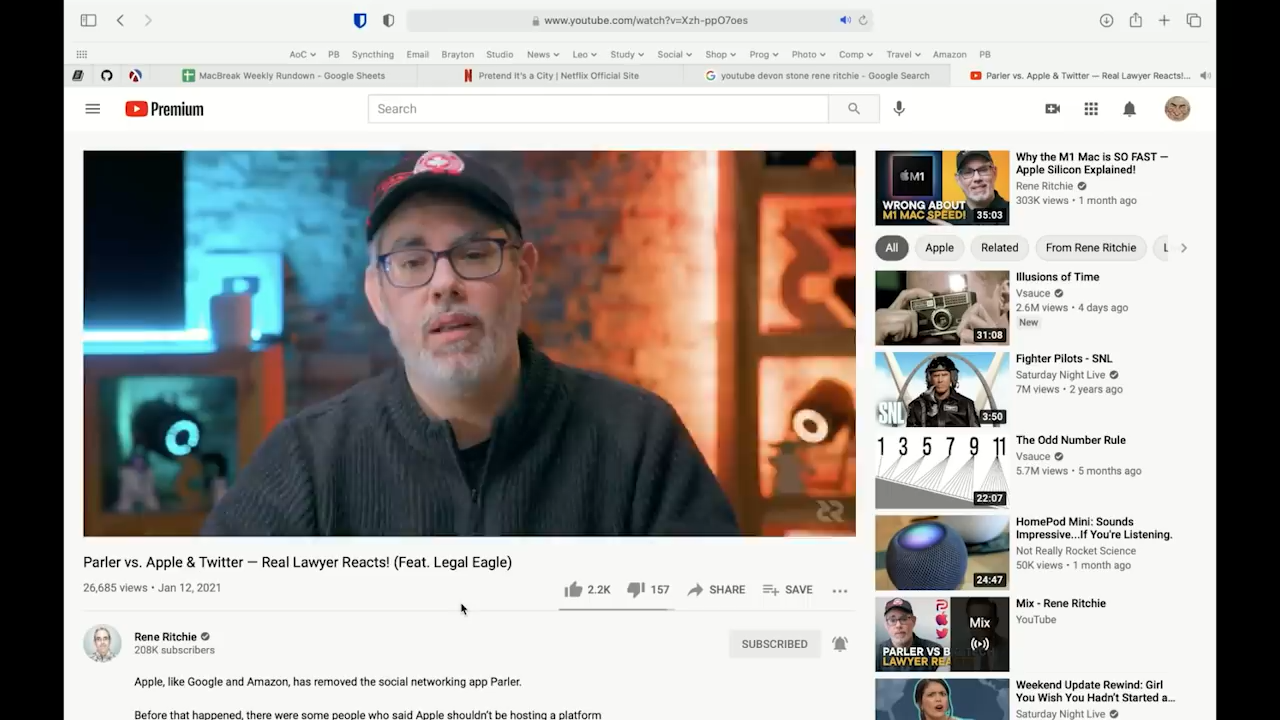 www.youtube.com/watch?v=Xzh-ppO7oes
AoC PB Syncthing Email Brayton Studio News Leo Study Social Shop Prog Photo Comp Travel Amazon PB
MacBreak Weekly Rundown - Google Sheets
Pretend It's a City | Netflix Official Site
youtube devon stone rene ritchie - Google Search
Parler vs. Apple & Twitter — Real Lawyer Reacts!...
Premium
Search
Parler vs. Apple & Twitter — Real Lawyer Reacts! (Feat. Legal Eagle)
26,685 views • Jan 12, 2021
2.2K 157 SHARE SAVE
Rene Ritchie
208K subscribers
SUBSCRIBED
Apple, like Google and Amazon, has removed the social networking app Parler.
Before that happened, there were some people who said Apple shouldn't be hosting a platform
M1
WRONG ABOUT
M1 MAC SPEED!
35:03
Why the M1 Mac is SO FAST —
Apple Silicon Explained!
Rene Ritchie
303K views • 1 month ago
All Apple Related From Rene Ritchie L
31:08
Illusions of Time
Vsauce
2.6M views • 4 days ago
New
SNL
3:50
Fighter Pilots - SNL
Saturday Night Live
7M views • 2 years ago
1 3 5 7 9 11
22:07
The Odd Number Rule
Vsauce
5.7M views • 5 months ago
24:47
HomePod Mini: Sounds
Impressive...If You're Listening.
Not Really Rocket Science
50K views • 1 month ago
PARLER VS B
LAWYER REA
Mix
Mix - Rene Ritchie
YouTube
Weekend Update Rewind: Girl
You Wish You Hadn't Started a...
Saturday Night Live